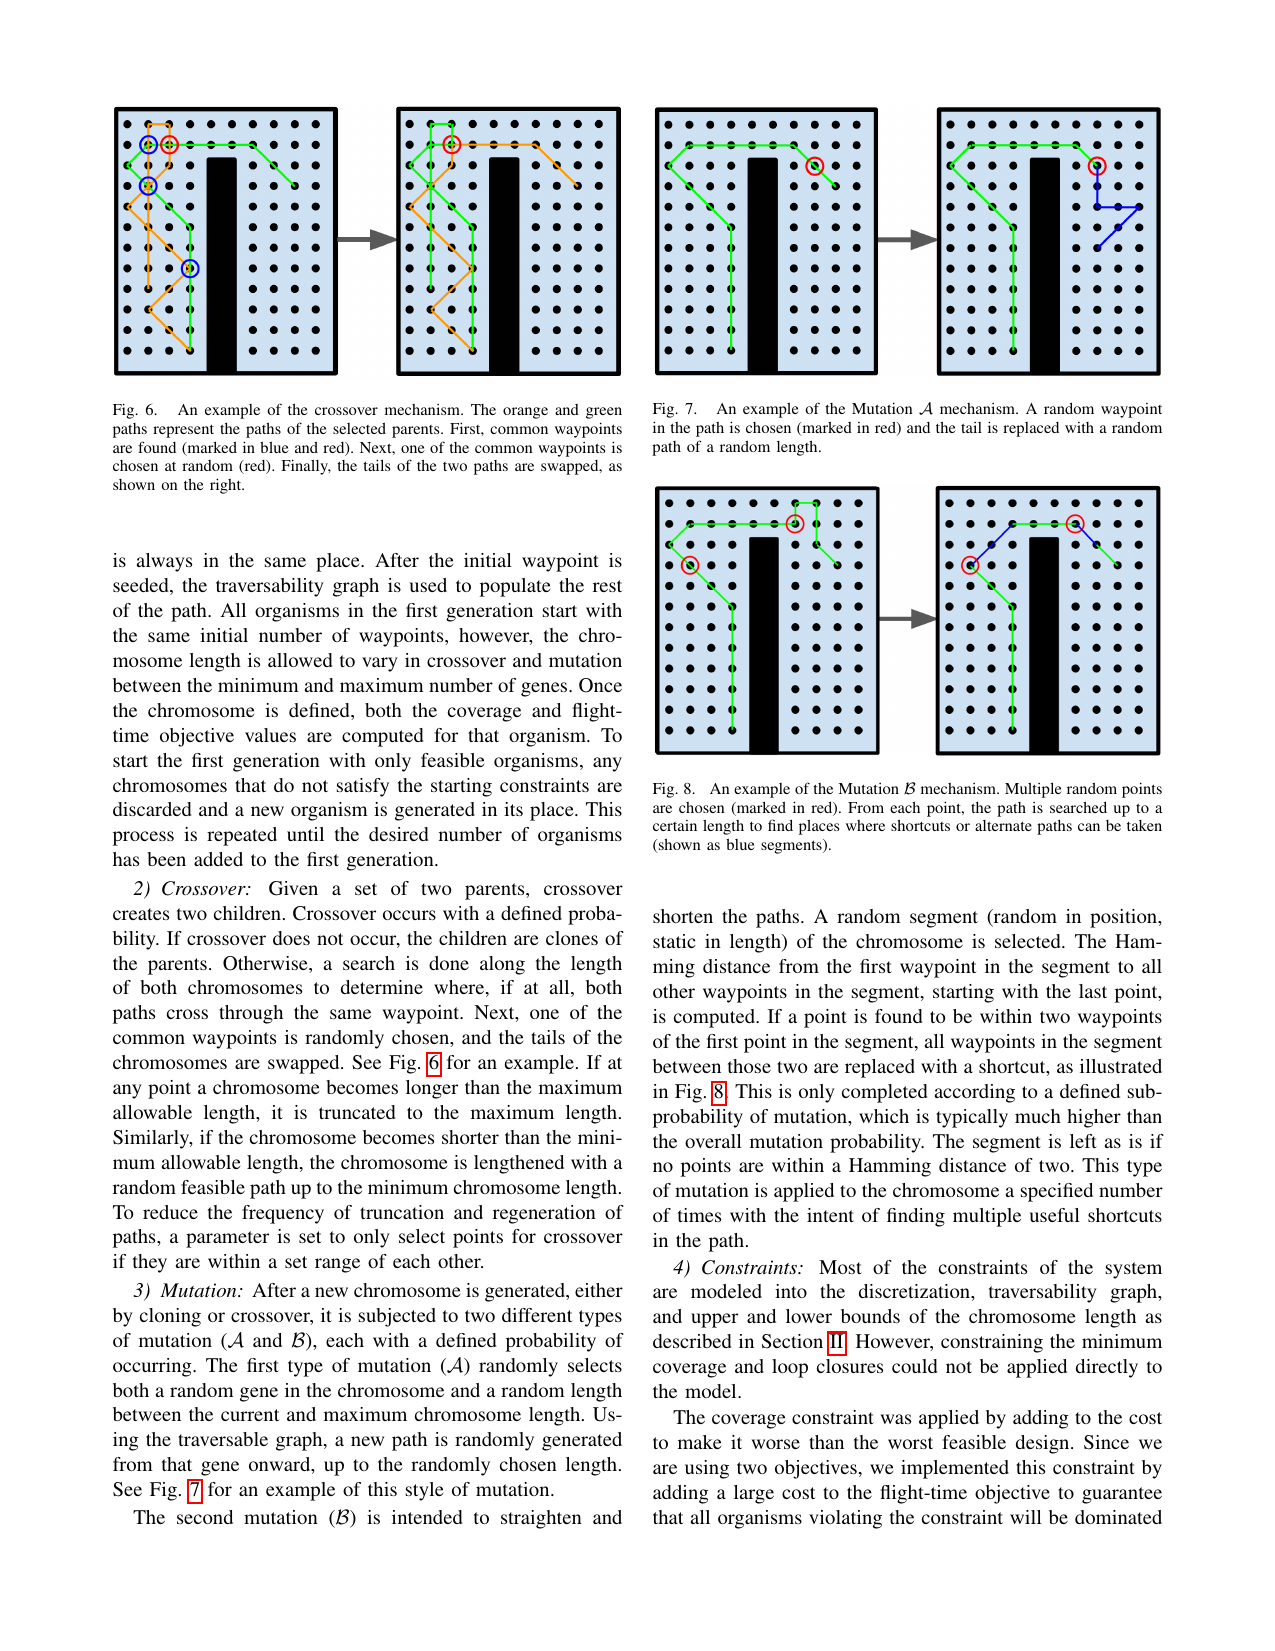 Fig. 6. An example of the crossover mechanism. The orange and green
paths represent the paths of the selected parents. First, common waypoints
are found (marked in blue and red). Next, one of the common waypoints is
chosen at random (red). Finally, the tails of the two paths are swapped, as
shown on the right.
is always in the same place. After the initial waypoint is
seeded, the traversability graph is used to populate the rest
of the path. All organisms in the first generation start with
the same initial number of waypoints, however, the chro-
mosome length is allowed to vary in crossover and mutation
between the minimum and maximum number of genes. Once
the chromosome is defined, both the coverage and flight-
time objective values are computed for that organism. To
start the first generation with only feasible organisms, any
chromosomes that do not satisfy the starting constraints are
discarded and a new organism is generated in its place. This
process is repeated until the desired number of organisms
has been added to the first generation.
2) Crossover: Given a set of two parents, crossover
creates two children. Crossover occurs with a defined proba-
bility. If crossover does not occur, the children are clones of
the parents. Otherwise, a search is done along the length
of both chromosomes to determine where, if at all, both
paths cross through the same waypoint. Next, one of the
common waypoints is randomly chosen, and the tails of the
chromosomes are swapped. See Fig. 6 for an example. If at
any point a chromosome becomes longer than the maximum
allowable length, it is truncated to the maximum length.
Similarly, if the chromosome becomes shorter than the mini-
mum allowable length, the chromosome is lengthened with a
random feasible path up to the minimum chromosome length.
To reduce the frequency of truncation and regeneration of
paths, a parameter is set to only select points for crossover
if they are within a set range of each other.
3) Mutation: After a new chromosome is generated, either
by cloning or crossover, it is subjected to two different types
of mutation (𝒜 and ℬ), each with a defined probability of
occurring. The first type of mutation (𝒜) randomly selects
both a random gene in the chromosome and a random length
between the current and maximum chromosome length. Us-
ing the traversable graph, a new path is randomly generated
from that gene onward, up to the randomly chosen length.
See Fig. 7 for an example of this style of mutation.
The second mutation (ℬ) is intended to straighten and
Fig. 7. An example of the Mutation 𝒜 mechanism. A random waypoint
in the path is chosen (marked in red) and the tail is replaced with a random
path of a random length.
Fig. 8. An example of the Mutation ℬ mechanism. Multiple random points
are chosen (marked in red). From each point, the path is searched up to a
certain length to find places where shortcuts or alternate paths can be taken
(shown as blue segments).
shorten the paths. A random segment (random in position,
static in length) of the chromosome is selected. The Ham-
ming distance from the first waypoint in the segment to all
other waypoints in the segment, starting with the last point,
is computed. If a point is found to be within two waypoints
of the first point in the segment, all waypoints in the segment
between those two are replaced with a shortcut, as illustrated
in Fig. 8. This is only completed according to a defined sub-
probability of mutation, which is typically much higher than
the overall mutation probability. The segment is left as is if
no points are within a Hamming distance of two. This type
of mutation is applied to the chromosome a specified number
of times with the intent of finding multiple useful shortcuts
in the path.
4) Constraints: Most of the constraints of the system
are modeled into the discretization, traversability graph,
and upper and lower bounds of the chromosome length as
described in Section II. However, constraining the minimum
coverage and loop closures could not be applied directly to
the model.
The coverage constraint was applied by adding to the cost
to make it worse than the worst feasible design. Since we
are using two objectives, we implemented this constraint by
adding a large cost to the flight-time objective to guarantee
that all organisms violating the constraint will be dominated